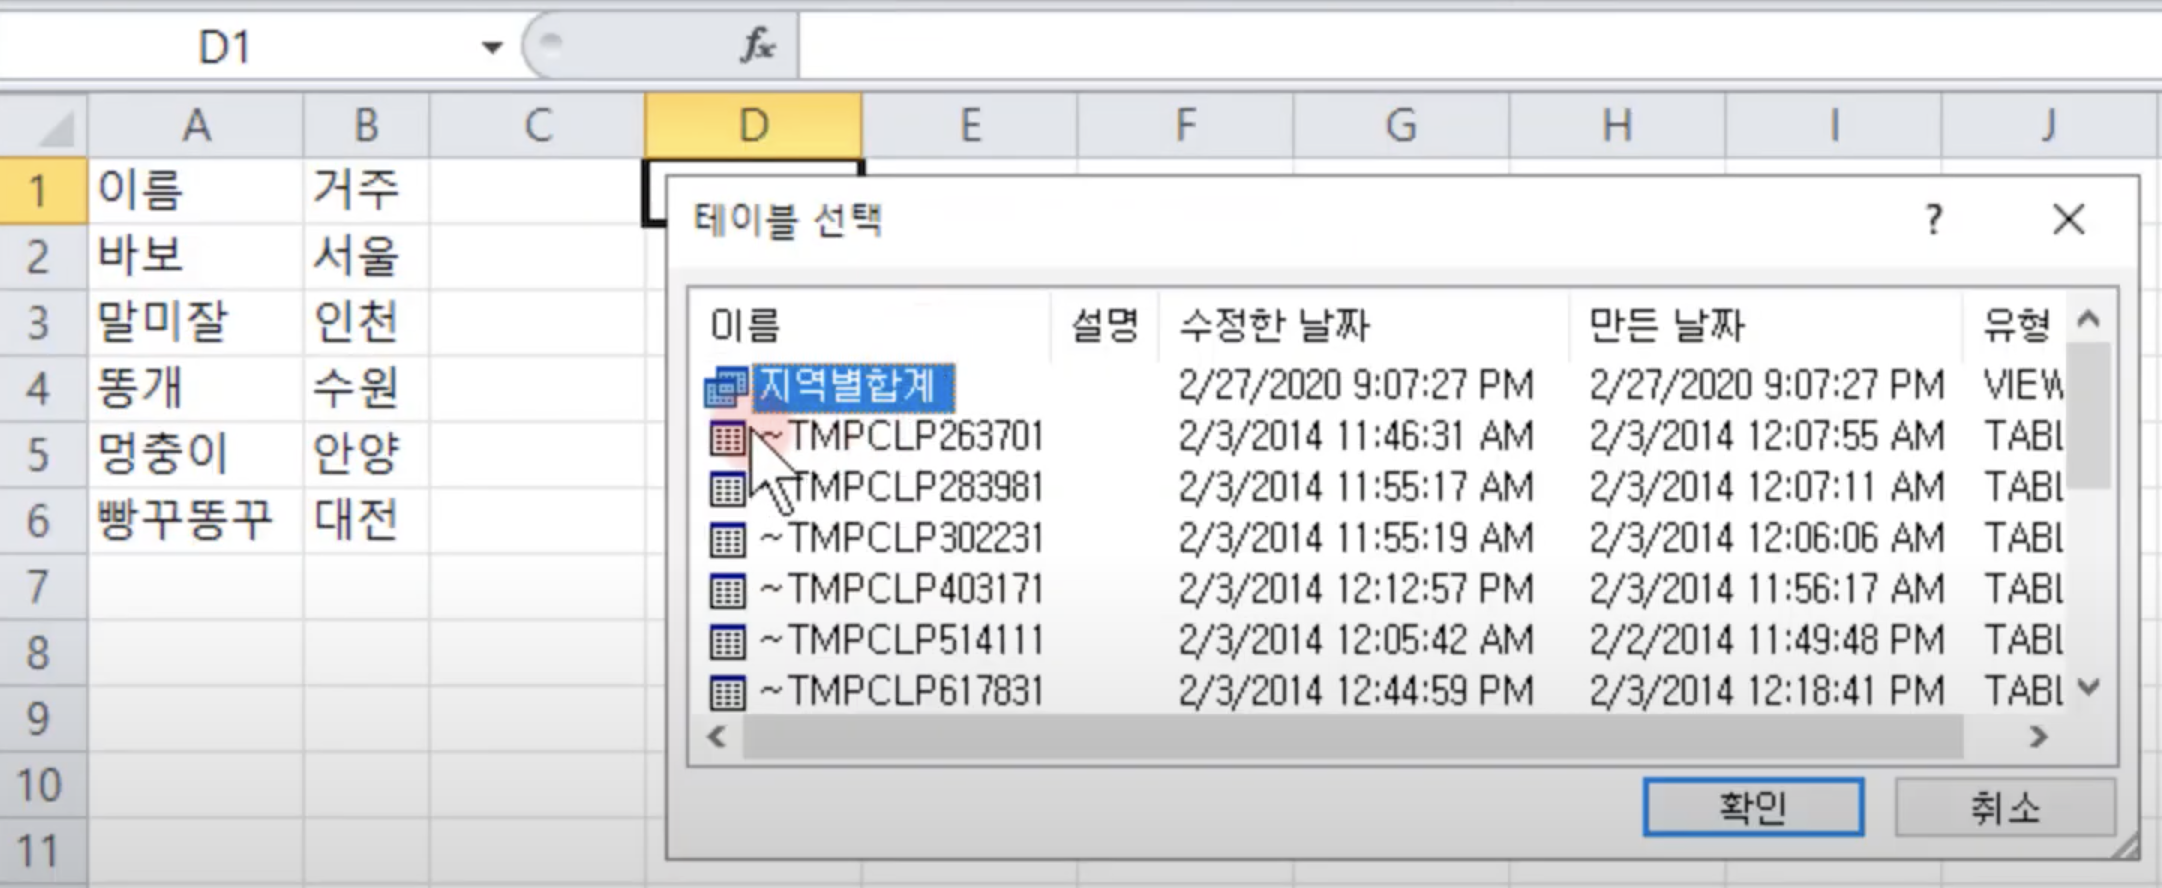 D1 fx
A B C D E F G H I J
1 이름 거주
2 바보 서울
3 말미잘 인천
4 똥개 수원
5 멍충이 안양
6 빵꾸똥꾸 대전
7
8
9
10
11
테이블 선택 ?
이름 설명 수정한 날짜 만든 날짜 유형
지역별합계 2/27/2020 9:07:27 PM 2/27/2020 9:07:27 PM VIEW
~TMPCLP263701 2/3/2014 11:46:31 AM 2/3/2014 12:07:55 AM TABL
~TMPCLP283981 2/3/2014 11:55:17 AM 2/3/2014 12:07:11 AM TABL
~TMPCLP302231 2/3/2014 11:55:19 AM 2/3/2014 12:06:06 AM TABL
~TMPCLP403171 2/3/2014 12:12:57 PM 2/3/2014 11:56:17 AM TABL
~TMPCLP514111 2/3/2014 12:05:42 AM 2/2/2014 11:49:48 PM TABL
~TMPCLP617831 2/3/2014 12:44:59 PM 2/3/2014 12:18:41 PM TABL
확인 취소